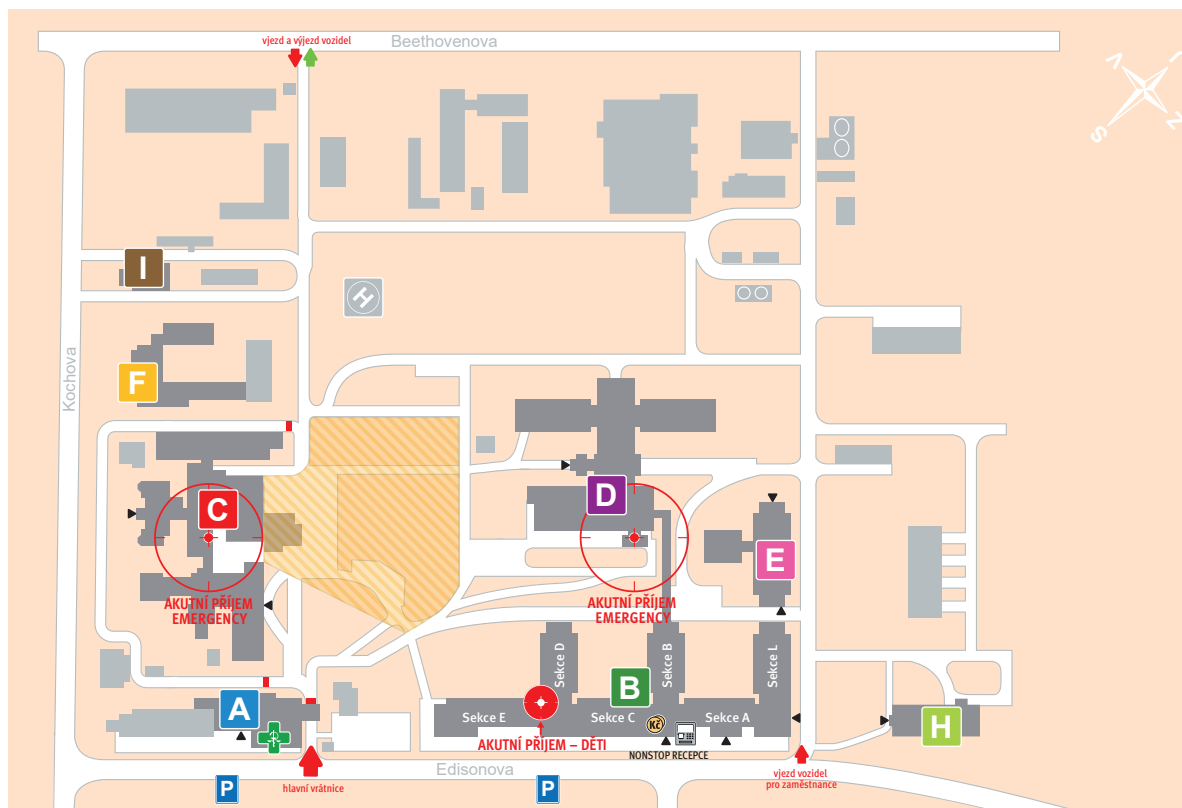 vjezd a výjezd vozidel
Beethovenova
V
J
S
Z
I
H
Kochova
F
C
D
E
AKUTNÍ PŘÍJEM
EMERGENCY
AKUTNÍ PŘÍJEM
EMERGENCY
Sekce D
Sekce B
Sekce L
B
A
Sekce E
Sekce C
Kč
Sekce A
H
AKUTNÍ PŘÍJEM – DĚTI
NONSTOP RECEPCE
Edisonova
P
hlavní vrátnice
P
vjezd vozidel
pro zaměstnance